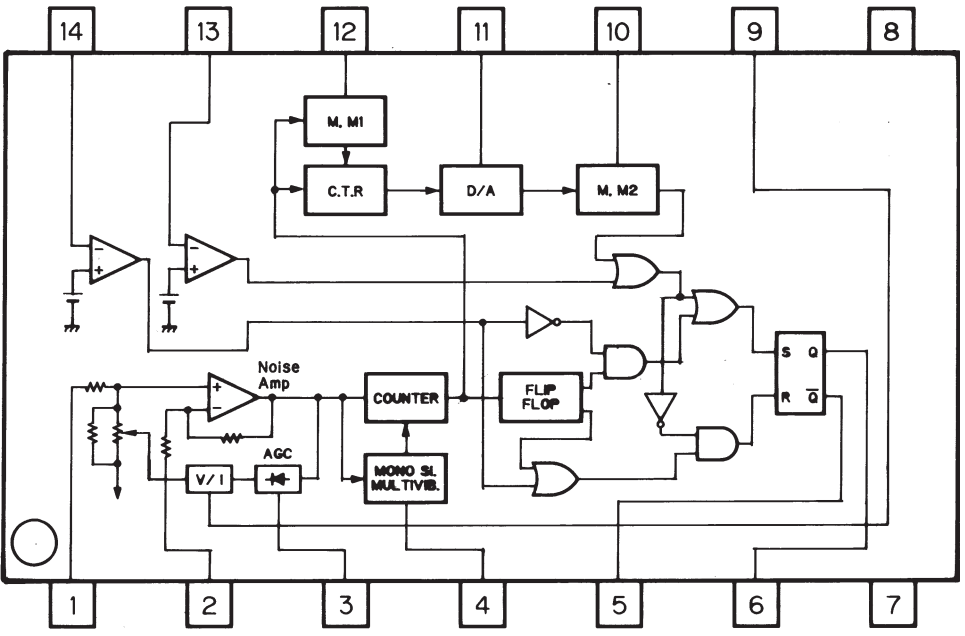 14 13 12 11 10 9 8
M. M1
C.T.R
D/A
M. M2
−
+
−
+
Noise
Amp
+
−
COUNTER
FLIP
FLOP
S Q
R Q̅
AGC
V/I
MONO SI.
MULTIVIB.
1 2 3 4 5 6 7